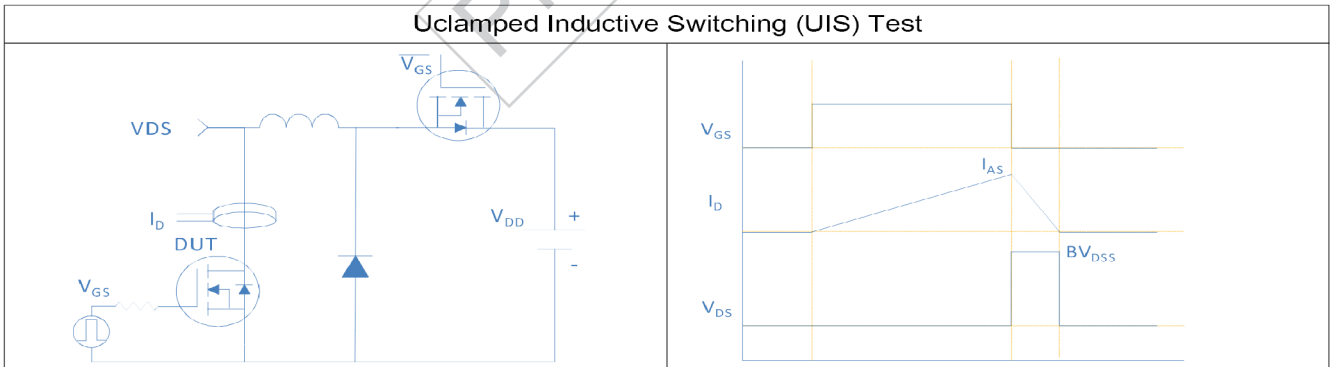 Uclamped Inductive Switching (UIS) Test
VGS
VDS
ID
DUT
VGS
VDD
+
-
VGS
IAS
ID
BVDSS
VDS